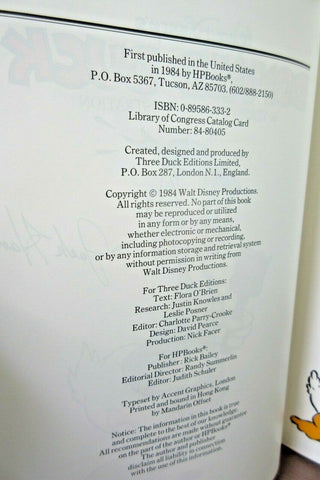 First published in the United States
in 1984 by HPBooks®,
P.O. Box 5367, Tucson, AZ 85703. (602/888-2150)
ISBN: 0-89586-333-2
Library of Congress Catalog Card
Number: 84-80405
Created, designed and produced by
Three Duck Editions Limited,
P.O. Box 287, London N.1., England.
Copyright © 1984 Walt Disney Productions.
All rights reserved. No part of this book
may be reproduced or utilized
in any form or by any means,
whether electronic or mechanical,
including photocopying or recording,
or by any information storage and retrieval system
without permission in writing from
Walt Disney Productions.
For Three Duck Editions:
Text: Flora O'Brien
Research: Justin Knowles and
Leslie Posner
Editor: Charlotte Parry-Crooke
Design: David Pearce
Production: Nick Facer
For HPBooks®:
Publisher: Rick Bailey
Editorial Director: Randy Summerlin
Editor: Judith Schuler
Typeset by Accent Graphics, London
Printed and bound in Hong Kong
by Mandarin Offset
Notice: The information in this book is true
and complete to the best of our knowledge.
All recommendations are made without guarantee
on the part of the author or HPBooks®.
The author and publisher
disclaim all liability in connection
with the use of this information.